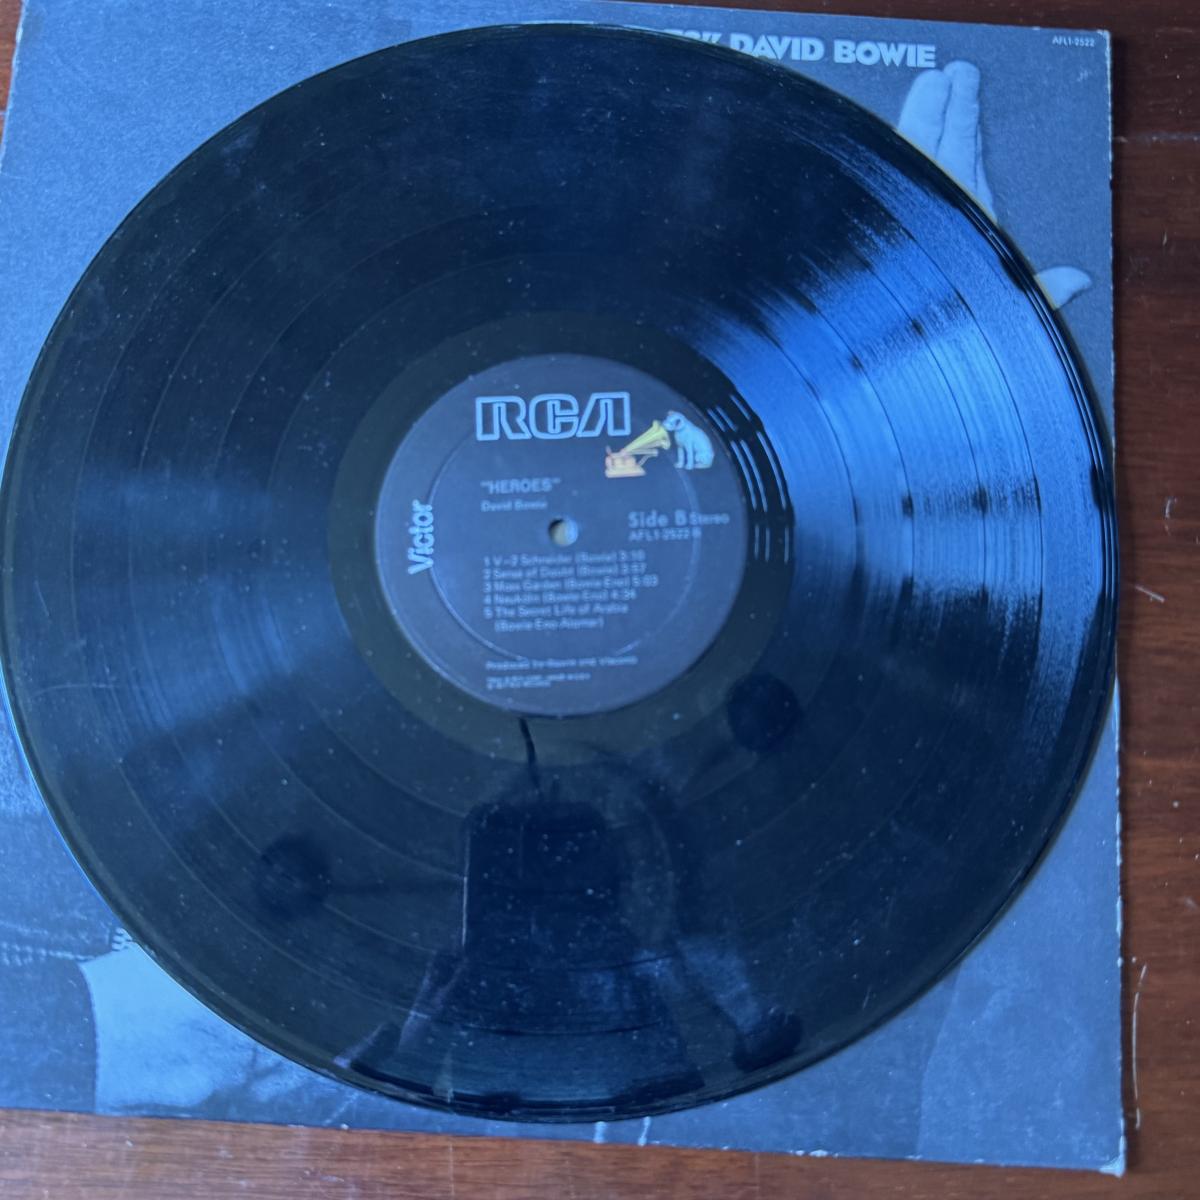 DAVID BOWIE
AFL1-2522
RCA
"HEROES"
David Bowie
Victor
Side B Stereo
AFL1-2522 B
1 V-2 Schneider (Bowie) 3:10
2 Sense of Doubt (Bowie) 3:57
3 Moss Garden (Bowie-Eno) 5:03
4 Neuköln (Bowie-Eno) 4:34
5 The Secret Life of Arabia
(Bowie-Eno-Alomar)
Produced by Bowie and Visconti